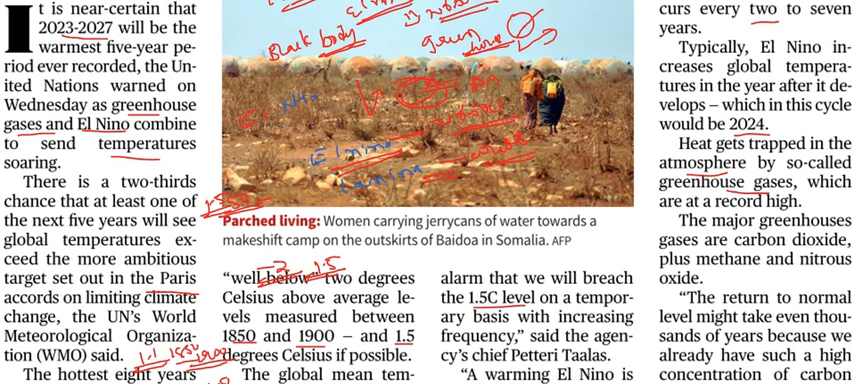 It is near-certain that
2023-2027 will be the
warmest five-year pe-
riod ever recorded, the Un-
ited Nations warned on
Wednesday as greenhouse
gases and El Nino combine
to send temperatures
soaring.
There is a two-thirds
chance that at least one of
the next five years will see
global temperatures ex-
ceed the more ambitious
target set out in the Paris
accords on limiting climate
change, the UN’s World
Meteorological Organiza-
tion (WMO) said.
1.1 1850
The hottest eight years
Black body
green
El Nino
El nino
Lanina
Parched living: Women carrying jerrycans of water towards a
makeshift camp on the outskirts of Baidoa in Somalia. AFP
-2 1.5
“well-below” two degrees
Celsius above average le-
vels measured between
1850 and 1900 – and 1.5
degrees Celsius if possible.
The global mean tem-
alarm that we will breach
the 1.5C level on a tempor-
ary basis with increasing
frequency,” said the agen-
cy’s chief Petteri Taalas.
“A warming El Nino is
curs every two to seven
years.
Typically, El Nino in-
creases global tempera-
tures in the year after it de-
velops – which in this cycle
would be 2024.
Heat gets trapped in the
atmosphere by so-called
greenhouse gases, which
are at a record high.
The major greenhouses
gases are carbon dioxide,
plus methane and nitrous
oxide.
“The return to normal
level might take even thou-
sands of years because we
already have such a high
concentration of carbon